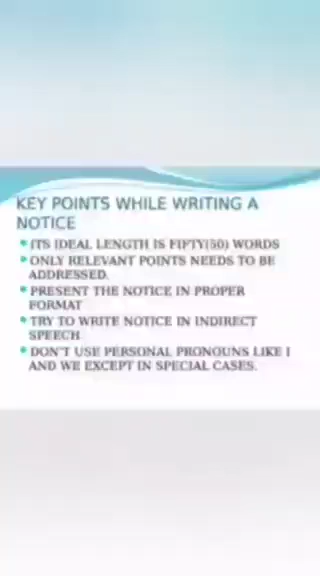 KEY POINTS WHILE WRITING A
NOTICE
ITS IDEAL LENGTH IS FIFTY(50) WORDS
ONLY RELEVANT POINTS NEEDS TO BE
ADDRESSED.
PRESENT THE NOTICE IN PROPER
FORMAT
TRY TO WRITE NOTICE IN INDIRECT
SPEECH
DON'T USE PERSONAL PRONOUNS LIKE I
AND WE EXCEPT IN SPECIAL CASES.